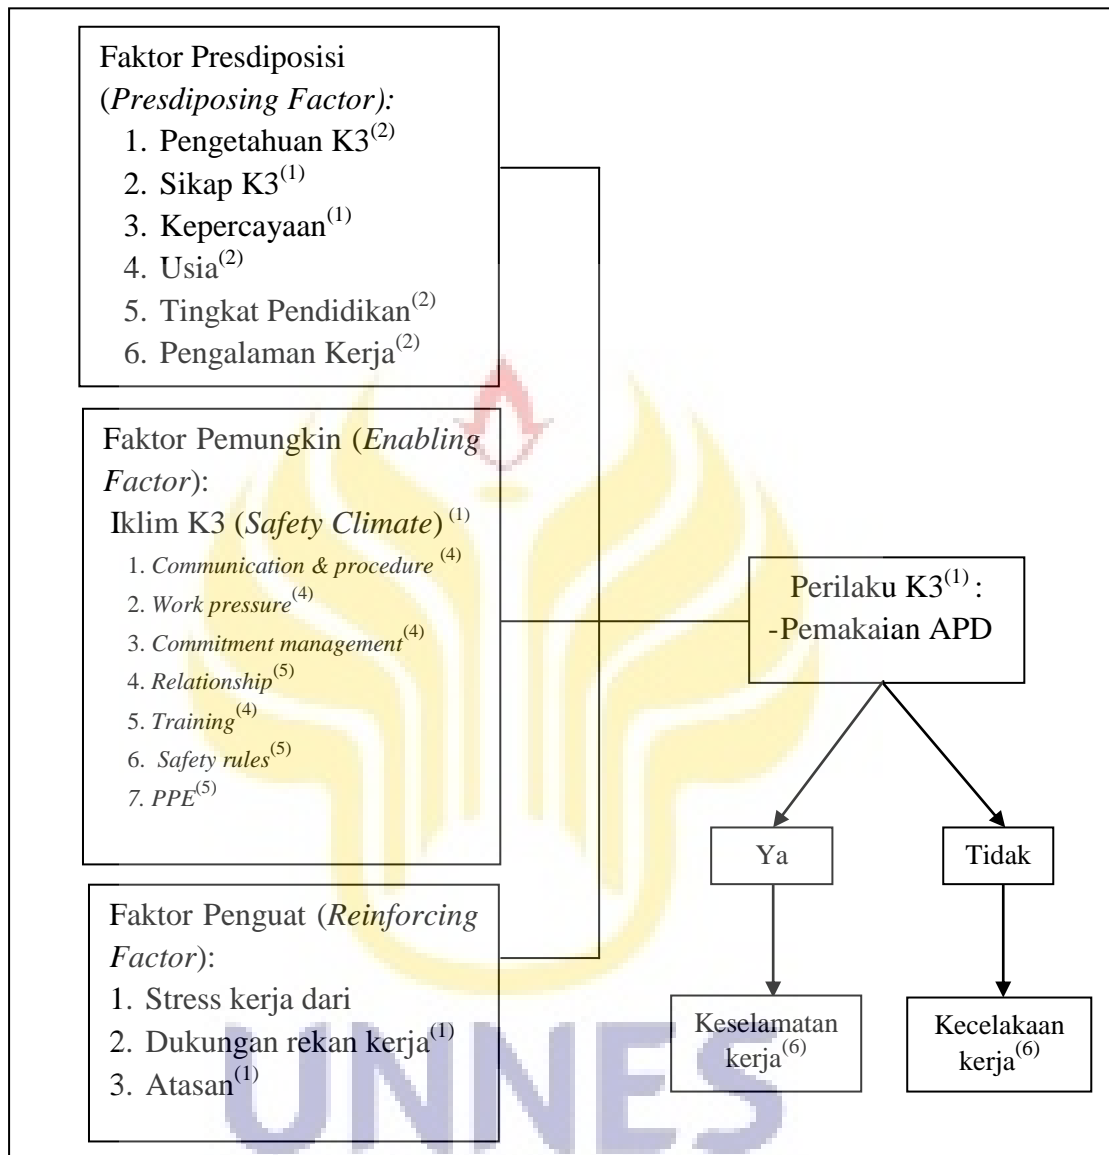 Faktor Presdiposisi
(Presdiposing Factor):
1. Pengetahuan K3(2)
2. Sikap K3(1)
3. Kepercayaan(1)
4. Usia(2)
5. Tingkat Pendidikan(2)
6. Pengalaman Kerja(2)
Faktor Pemungkin (Enabling
Factor):
Iklim K3 (Safety Climate) (1)
1. Communication & procedure (4)
2. Work pressure(4)
3. Commitment management(4)
4. Relationship(5)
5. Training(4)
6. Safety rules(5)
7. PPE(5)
Faktor Penguat (Reinforcing
Factor):
1. Stress kerja dari
2. Dukungan rekan kerja(1)
3. Atasan(1)
Perilaku K3(1) :
-Pemakaian APD
Ya
Tidak
Keselamatan
kerja(6)
Kecelakaan
kerja(6)
UNNES